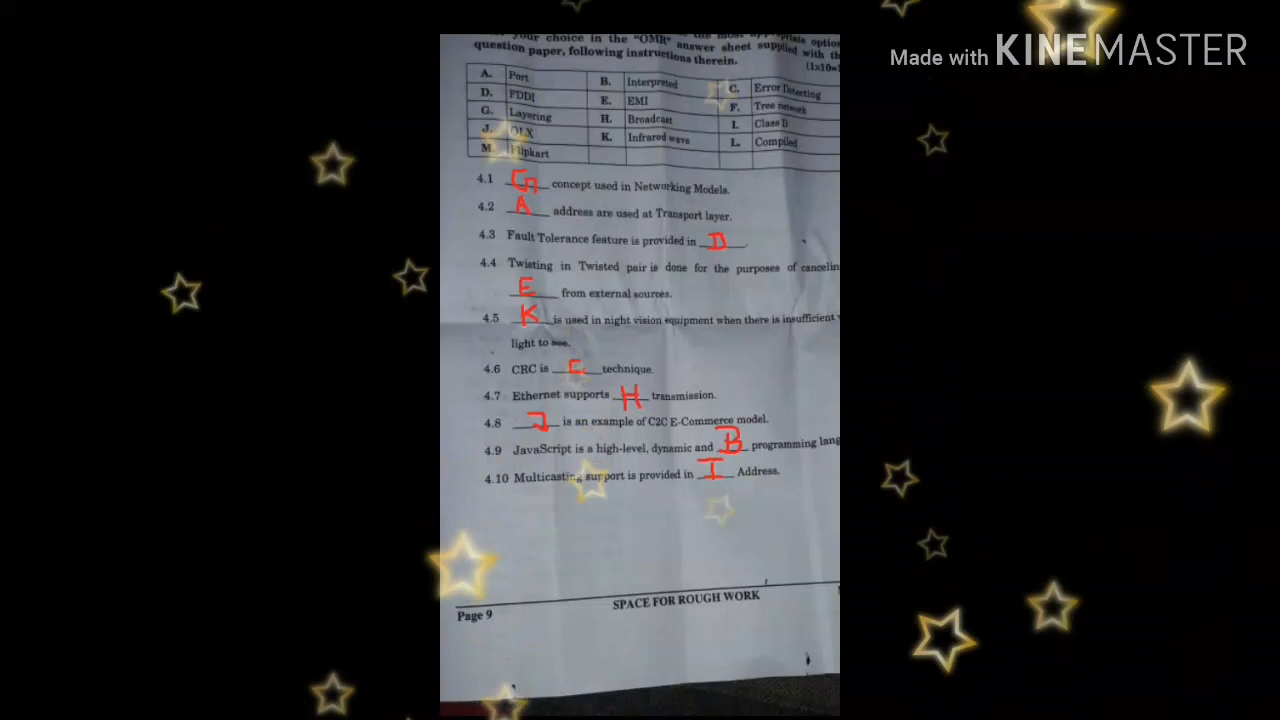 Made with KINEMASTER
your choice in the "OMR" the most appropriate optio
question paper, following instructions therein. answer sheet supplied with th
(1x10=1
A. Port B. Interpreted C. Error Detecting
D. FDDI E. EMI F. Tree network
G. Layering H. Broadcast I. Class D
J. OLX K. Infrared wave L. Compiled
M. Flipkart
4.1 G concept used in Networking Models.
4.2 A address are used at Transport layer.
4.3 Fault Tolerance feature is provided in D.
4.4 Twisting in Twisted pair is done for the purposes of cancelin
E from external sources.
4.5 K is used in night vision equipment when there is insufficient
light to see.
4.6 CRC is C technique.
4.7 Ethernet supports H transmission.
4.8 J is an example of C2C E-Commerce model.
4.9 JavaScript is a high-level, dynamic and B programming lang
4.10 Multicasting support is provided in I Address.
SPACE FOR ROUGH WORK
Page 9